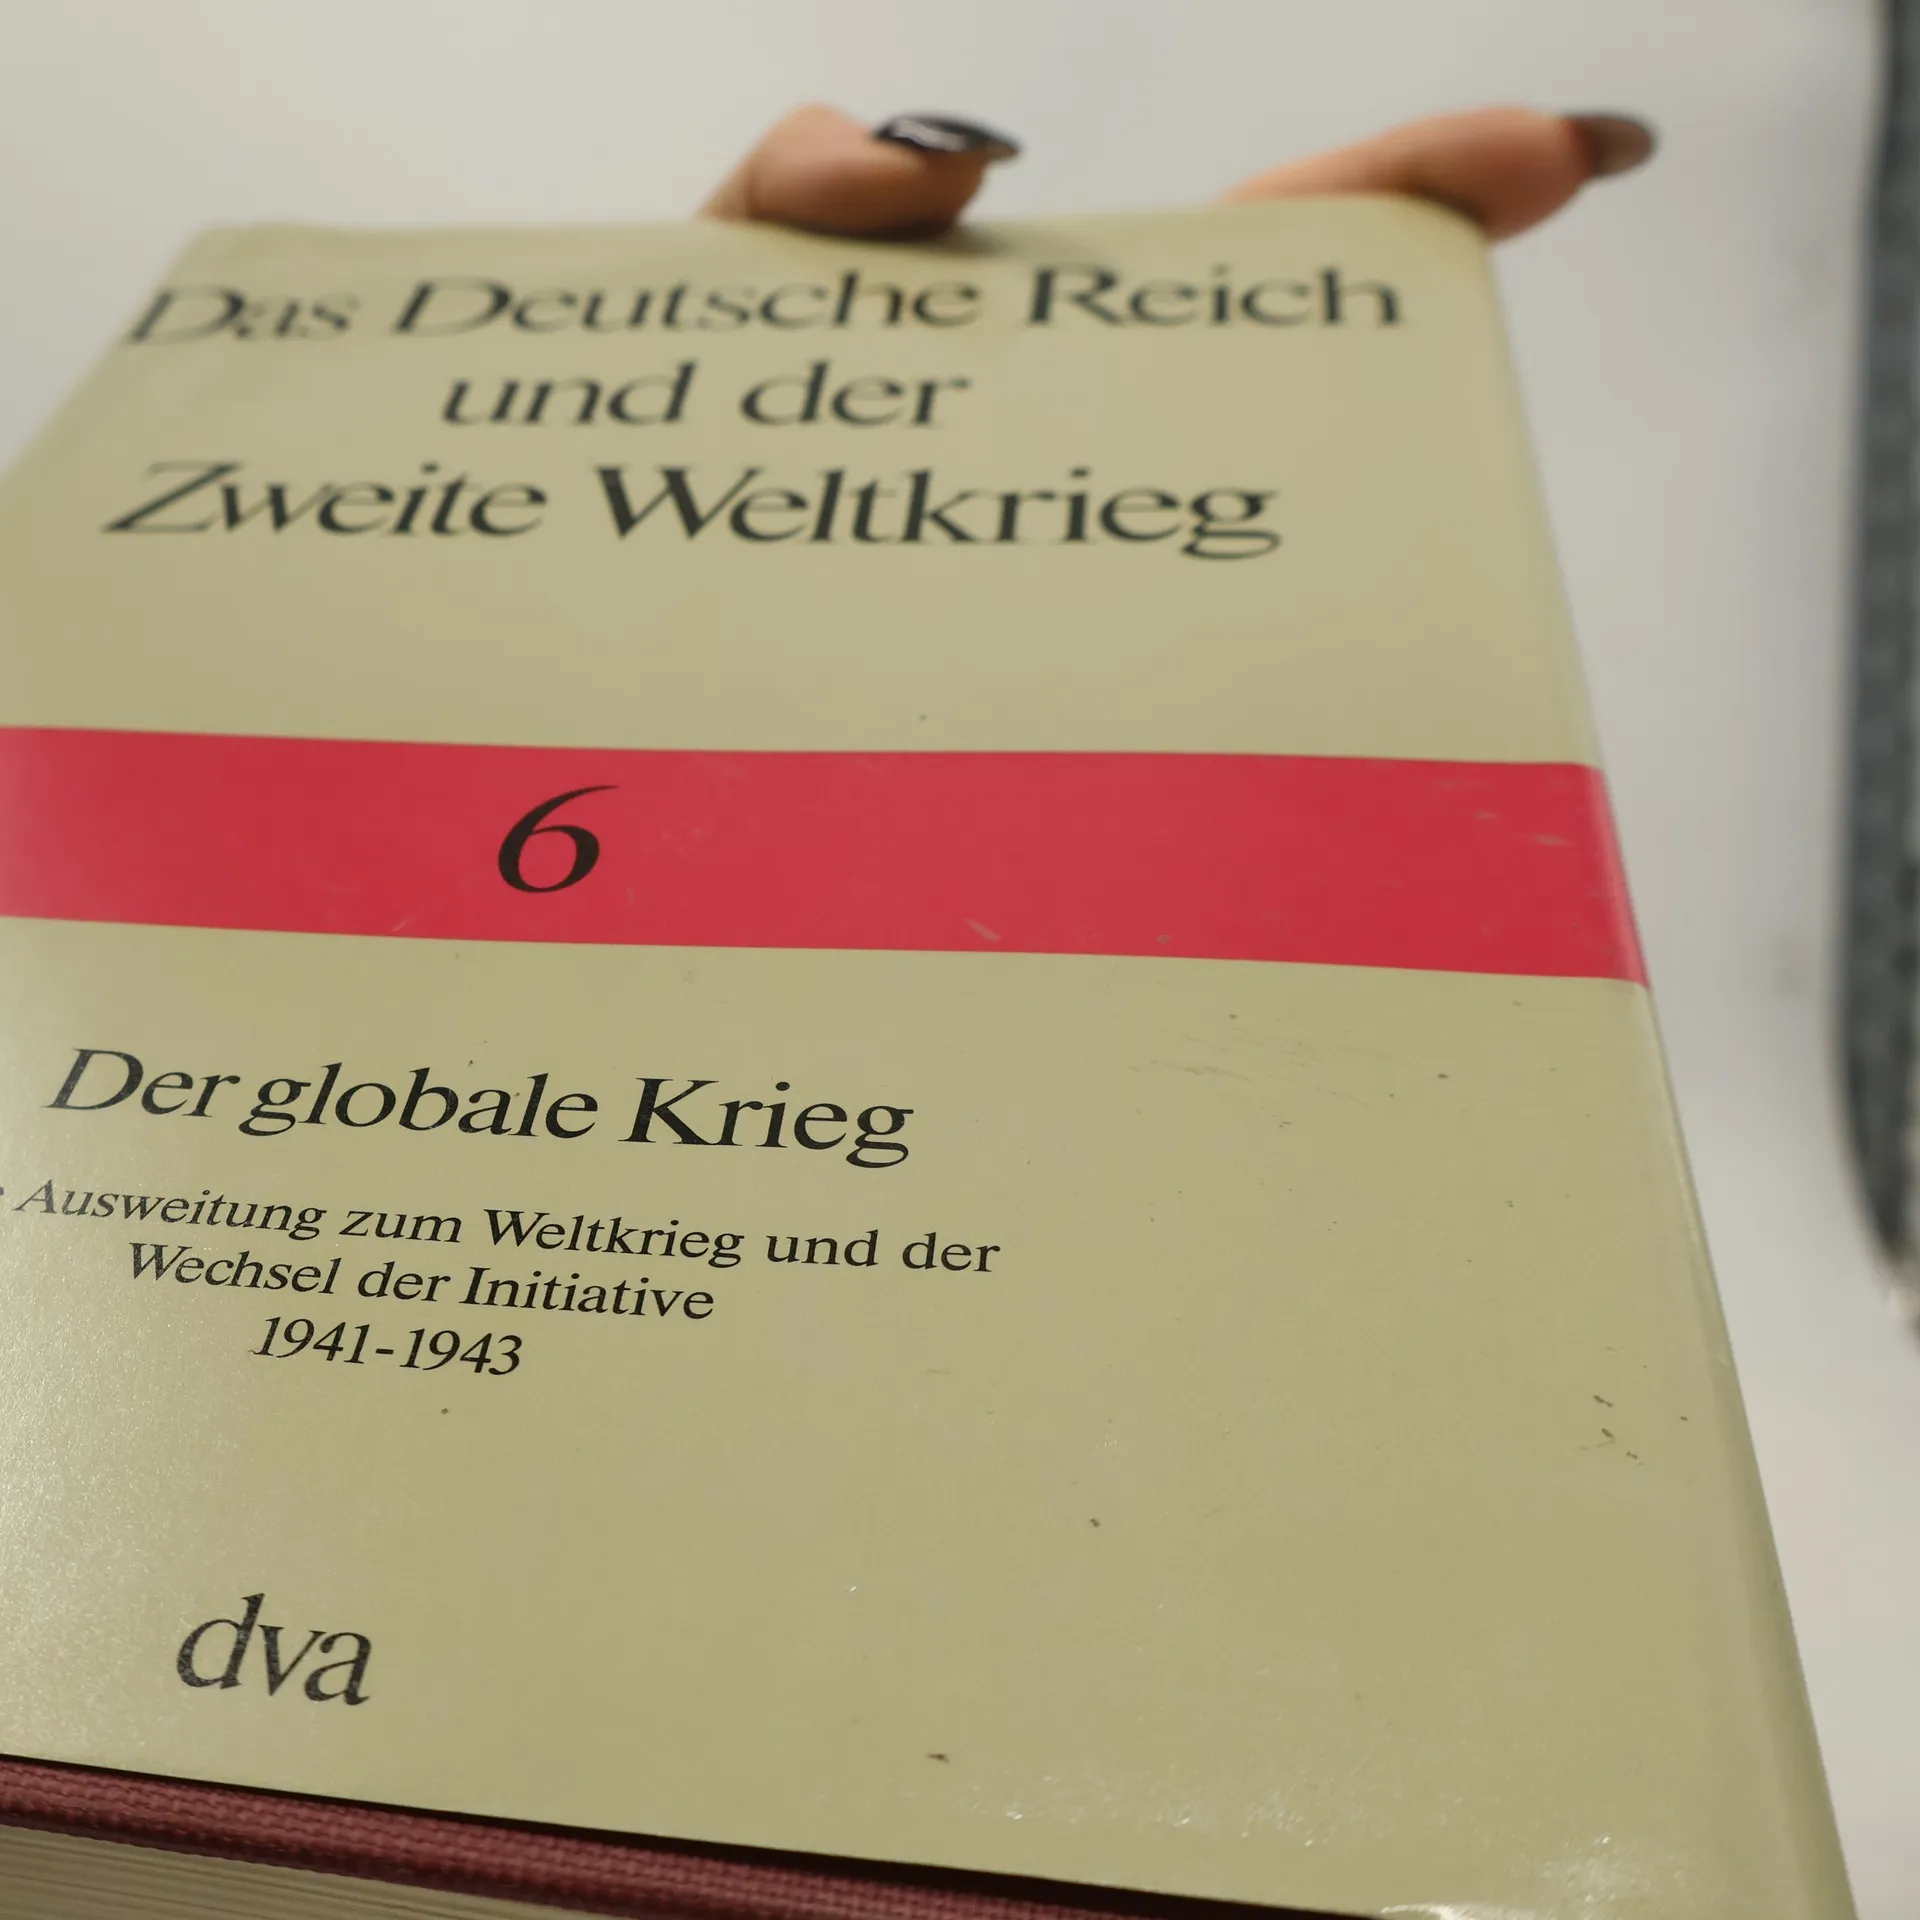 Das Deutsche Reich
und der
Zweite Weltkrieg
6
Der globale Krieg
Ausweitung zum Weltkrieg und der
Wechsel der Initiative
1941-1943
dva